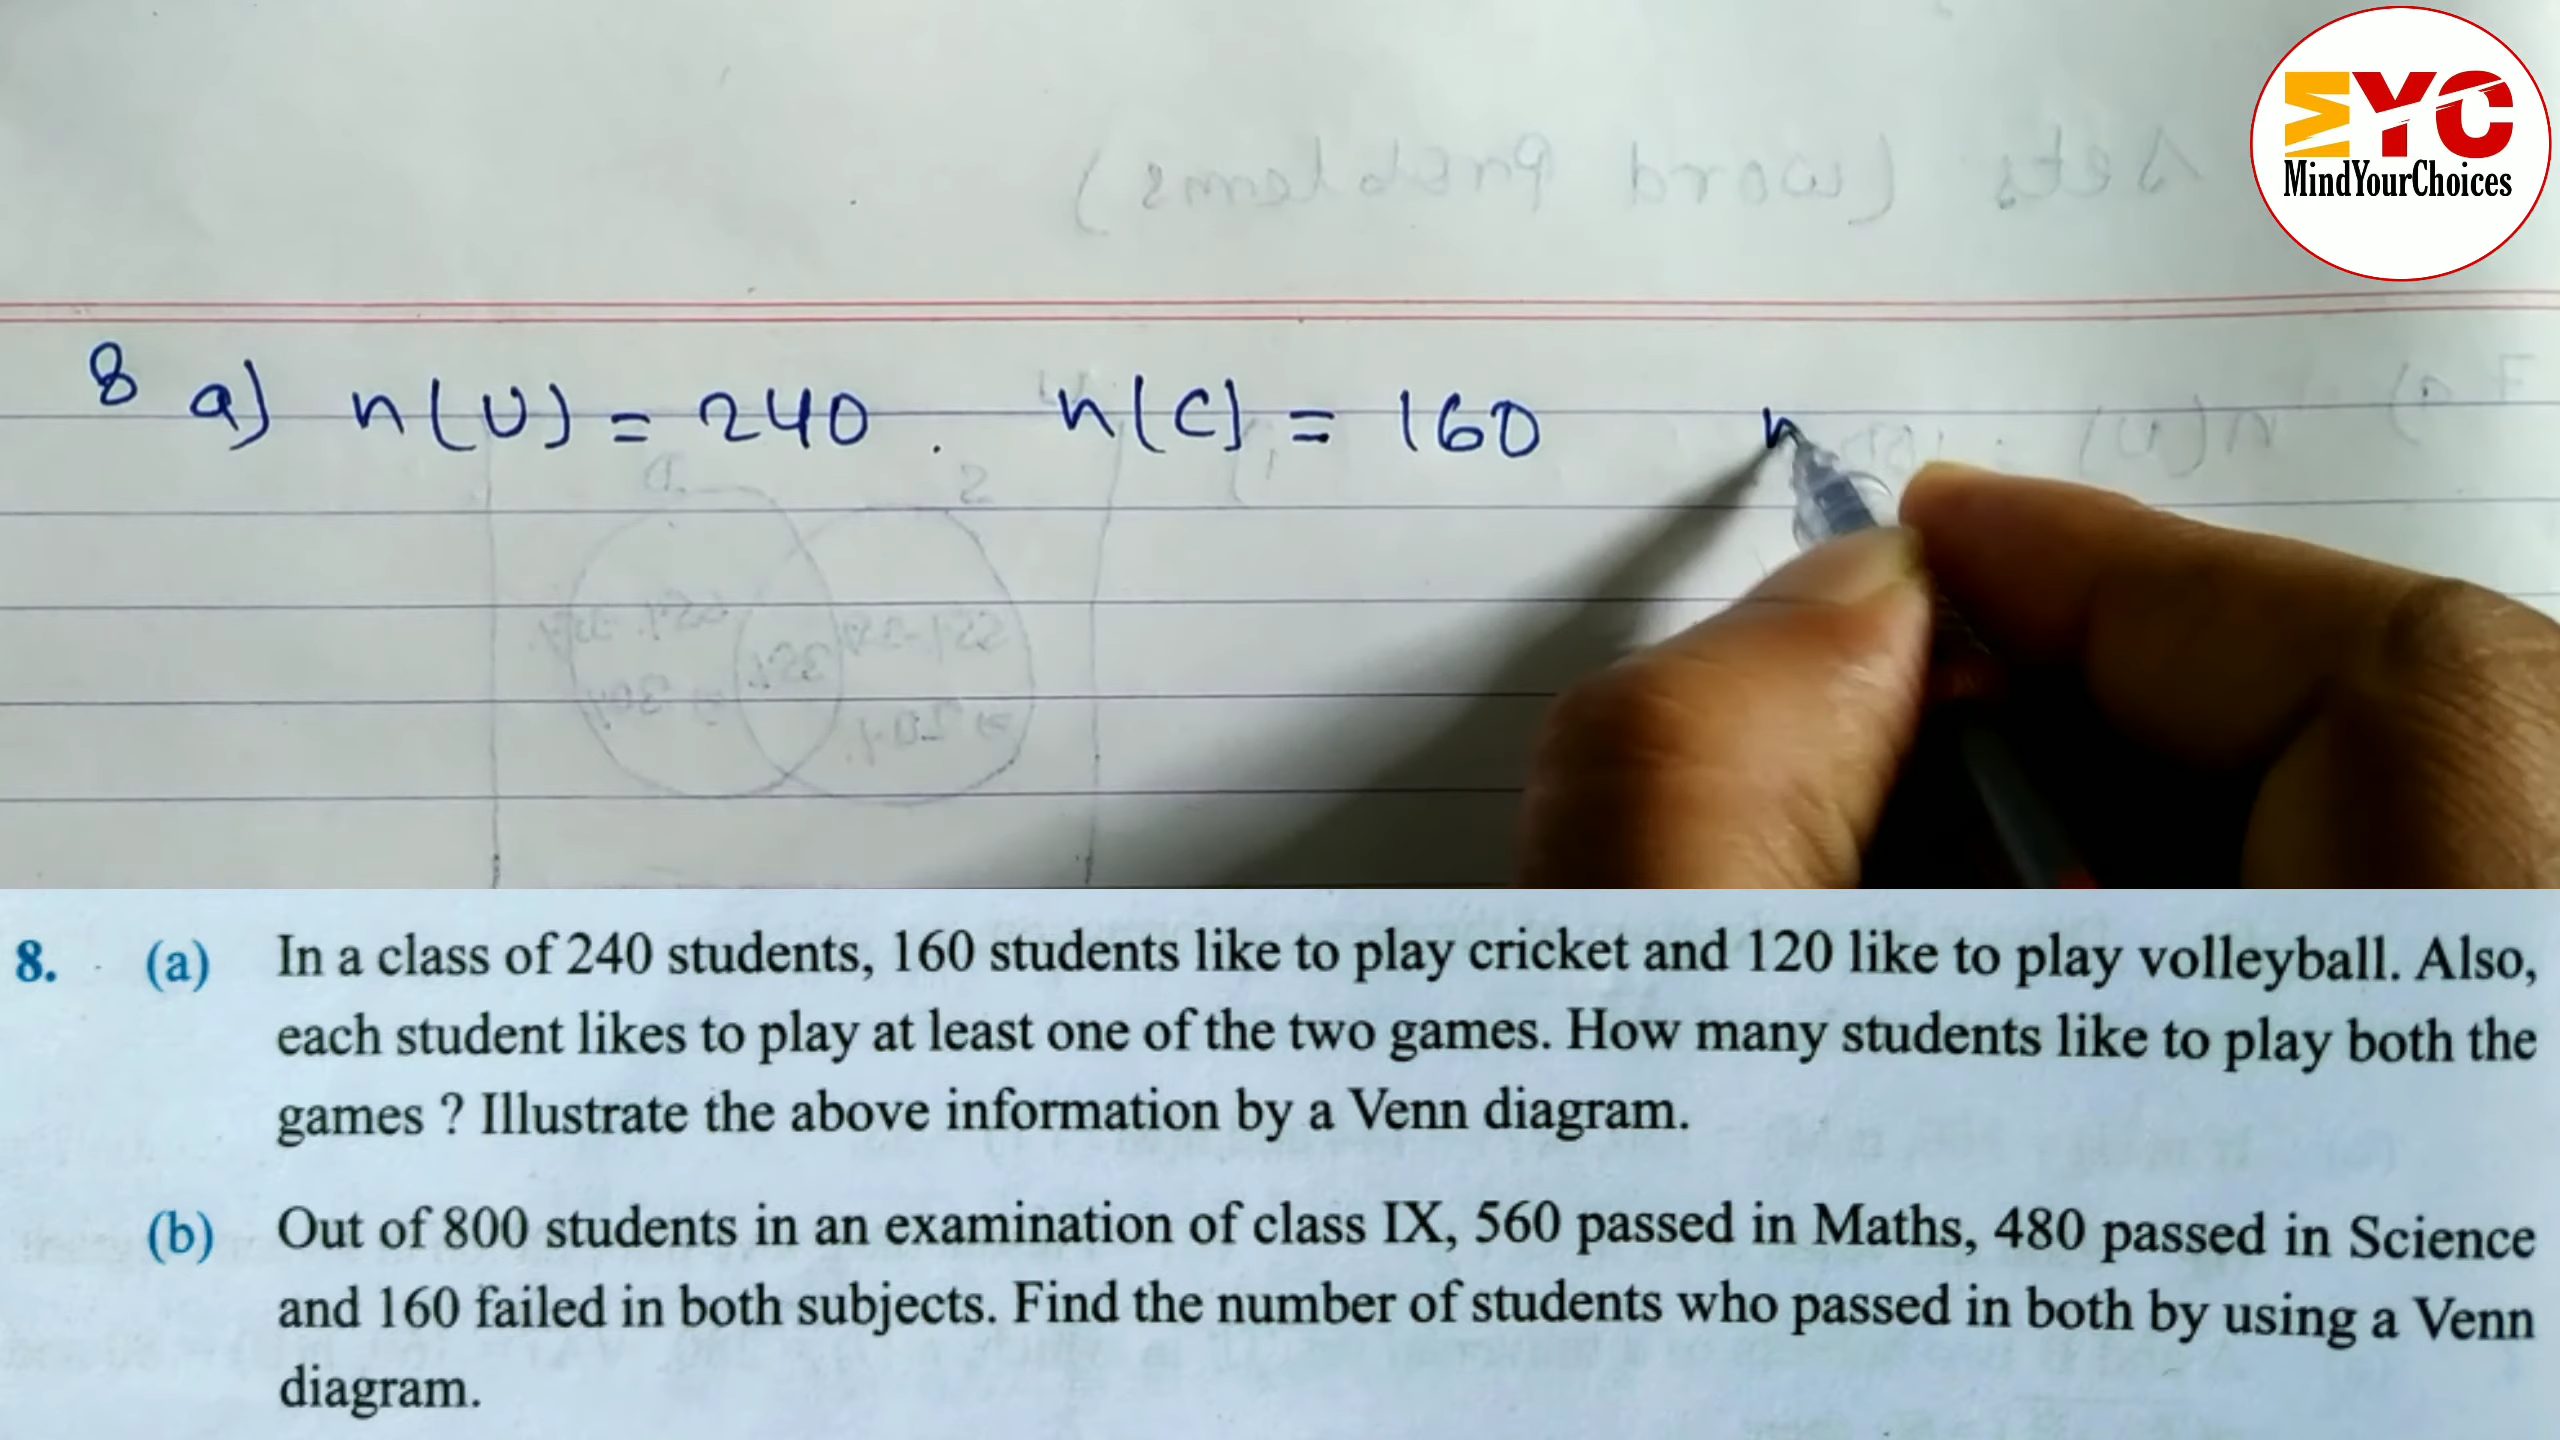 MYC
MindYourChoices
Sets (Word Problems)
8 a) n(U) = 240. n(C) = 160 n
8. (a) In a class of 240 students, 160 students like to play cricket and 120 like to play volleyball. Also,
each student likes to play at least one of the two games. How many students like to play both the
games ? Illustrate the above information by a Venn diagram.
(b) Out of 800 students in an examination of class IX, 560 passed in Maths, 480 passed in Science
and 160 failed in both subjects. Find the number of students who passed in both by using a Venn
diagram.